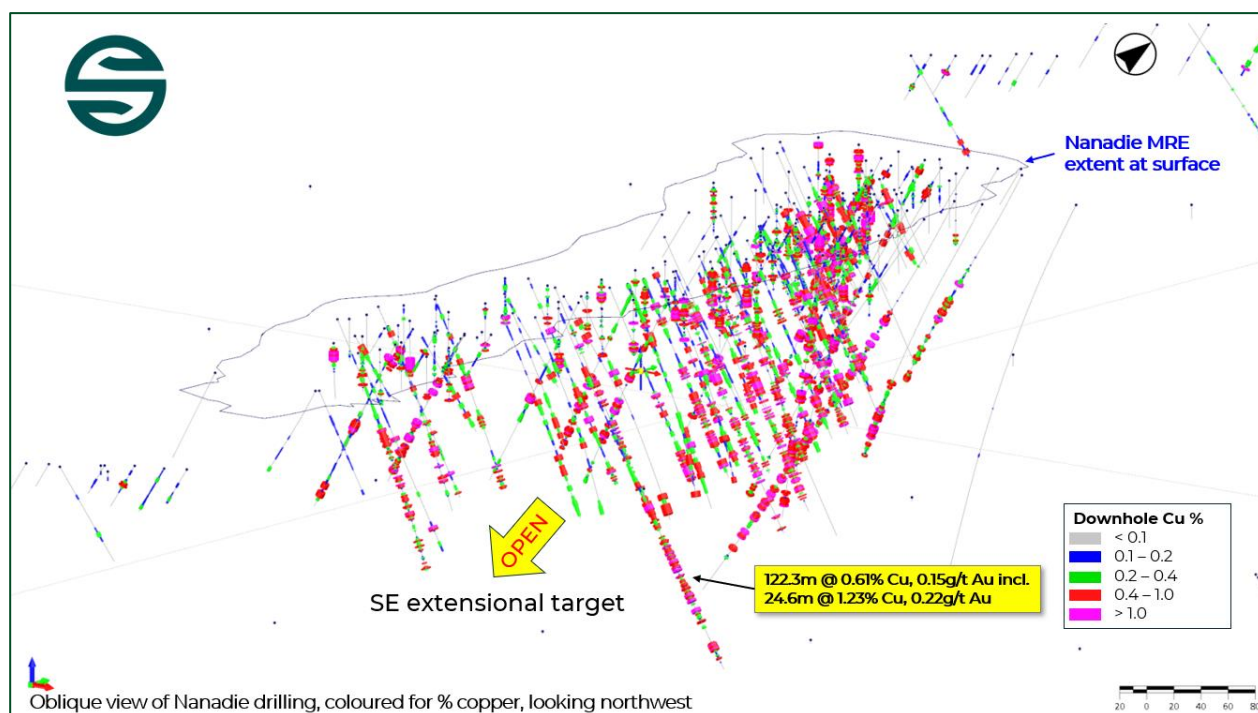 Nanadie MRE
extent at surface
OPEN
SE extensional target
122.3m @ 0.61% Cu, 0.15g/t Au incl.
24.6m @ 1.23% Cu, 0.22g/t Au
Downhole Cu %
< 0.1
0.1 – 0.2
0.2 – 0.4
0.4 – 1.0
> 1.0
Oblique view of Nanadie drilling, coloured for % copper, looking northwest
20 0 20 40 60